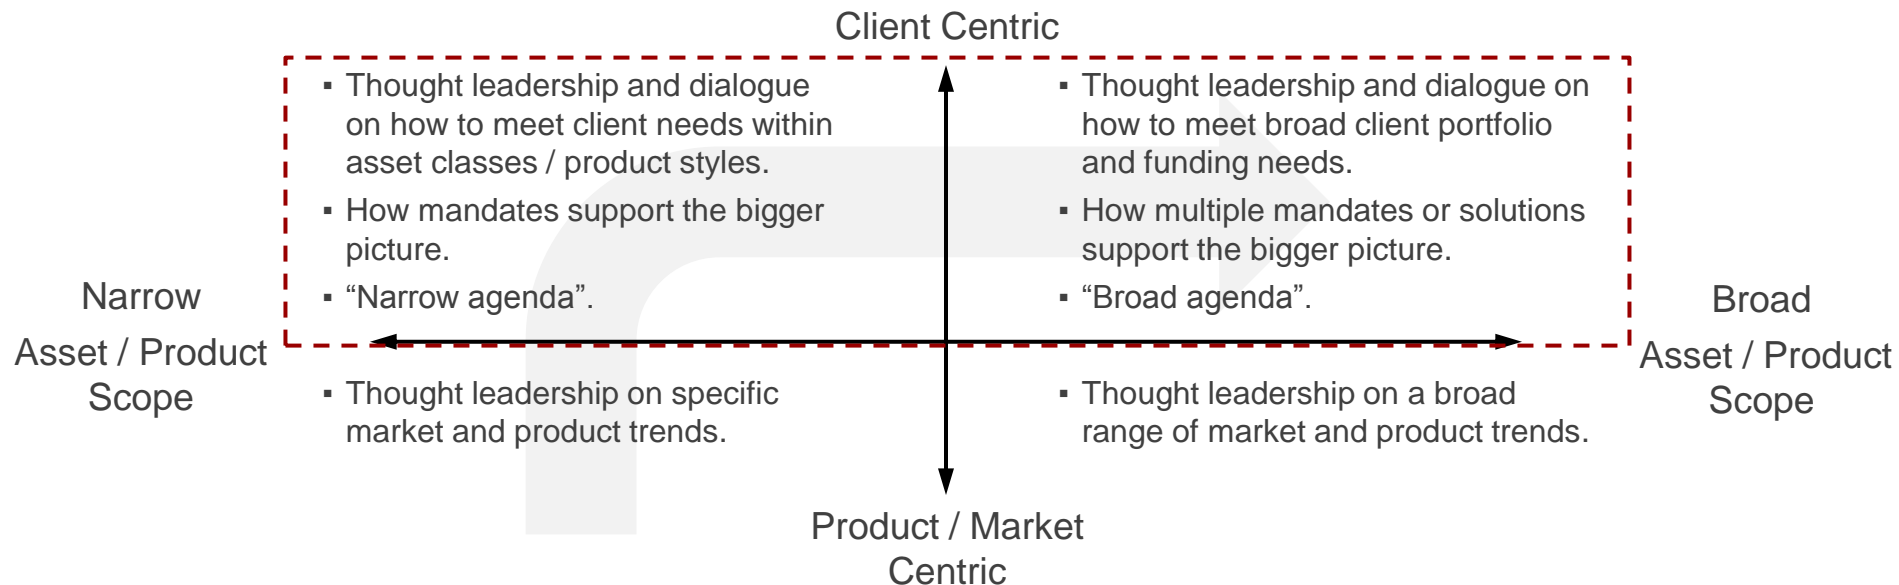 Client Centric
▪ Thought leadership and dialogue
on how to meet client needs within
asset classes / product styles.
▪ How mandates support the bigger
picture.
▪ “Narrow agenda”.
▪ Thought leadership and dialogue on
how to meet broad client portfolio
and funding needs.
▪ How multiple mandates or solutions
support the bigger picture.
▪ “Broad agenda”.
Narrow
Asset / Product
Scope
Broad
Asset / Product
Scope
▪ Thought leadership on specific
market and product trends.
▪ Thought leadership on a broad
range of market and product trends.
Product / Market
Centric